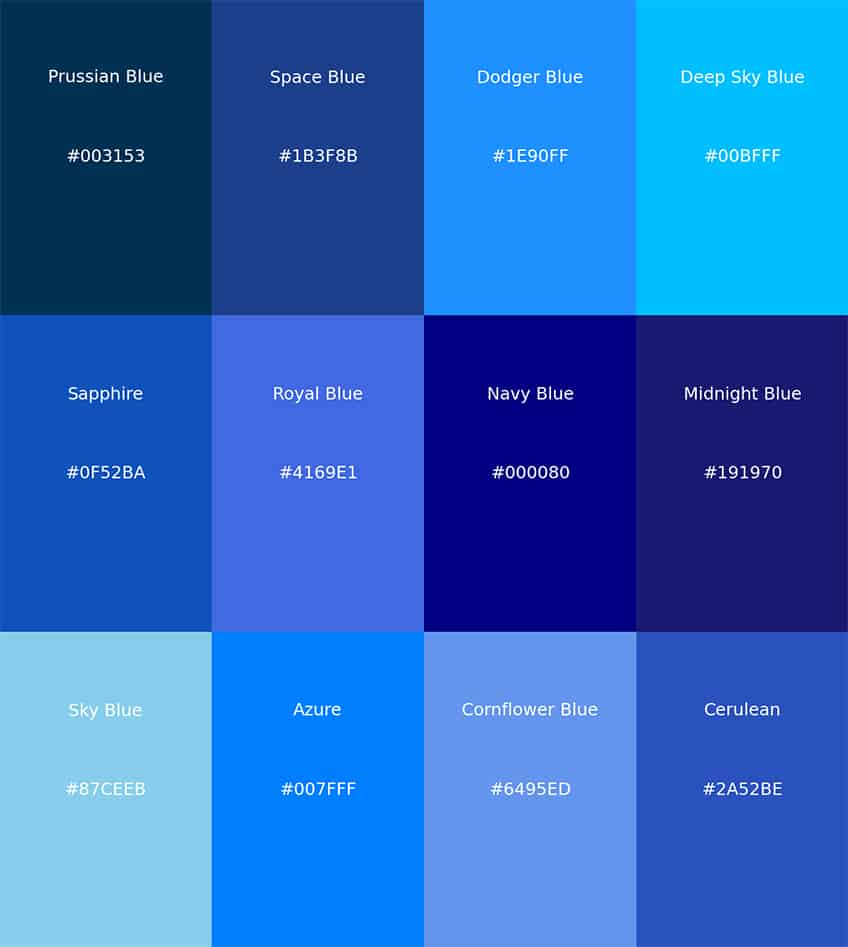 Prussian Blue
Space Blue
Dodger Blue
Deep Sky Blue
#003153
#1B3F8B
#1E90FF
#00BFFF
Sapphire
Royal Blue
Navy Blue
Midnight Blue
#0F52BA
#4169E1
#000080
#191970
Sky Blue
Azure
Cornflower Blue
Cerulean
#87CEEB
#007FFF
#6495ED
#2A52BE